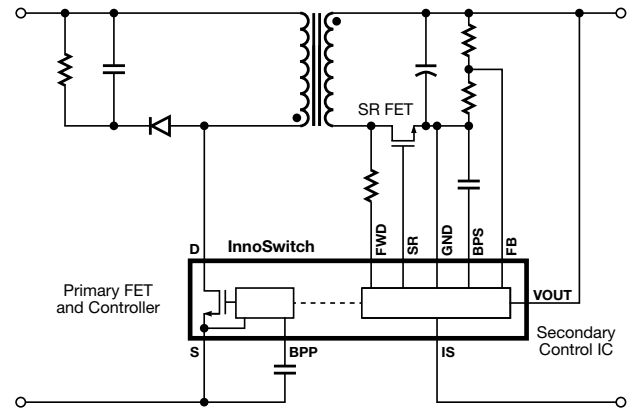 SR FET
FWD
SR
GND
BPS
FB
D
InnoSwitch
Primary FET
and Controller
VOUT
Secondary
Control IC
S
BPP
IS